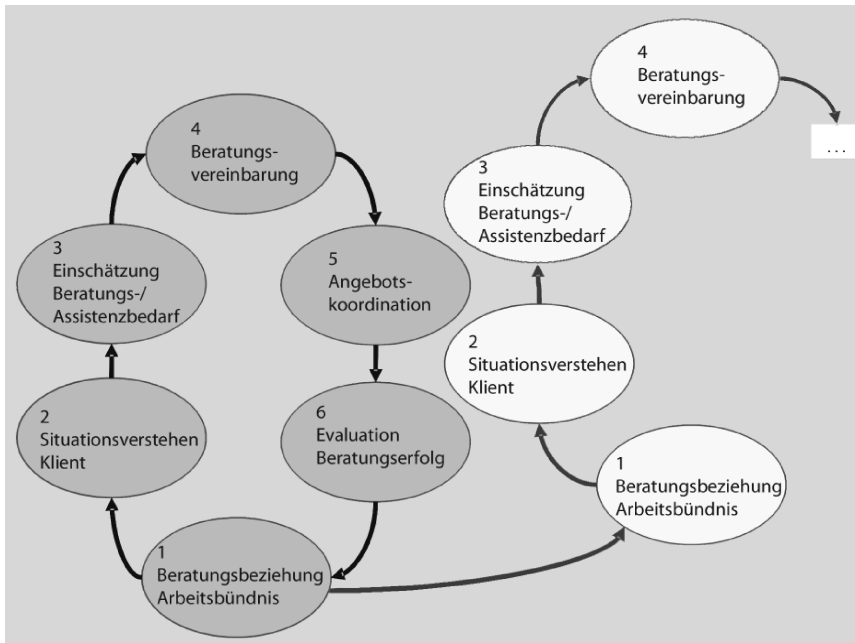 1
Beratungsbeziehung
Arbeitsbündnis
2
Situationsverstehen
Klient
3
Einschätzung
Beratungs-/
Assistenzbedarf
4
Beratungs-
vereinbarung
5
Angebots-
koordination
6
Evaluation
Beratungserfolg
1
Beratungsbeziehung
Arbeitsbündnis
2
Situationsverstehen
Klient
3
Einschätzung
Beratungs-/
Assistenzbedarf
4
Beratungs-
vereinbarung
...